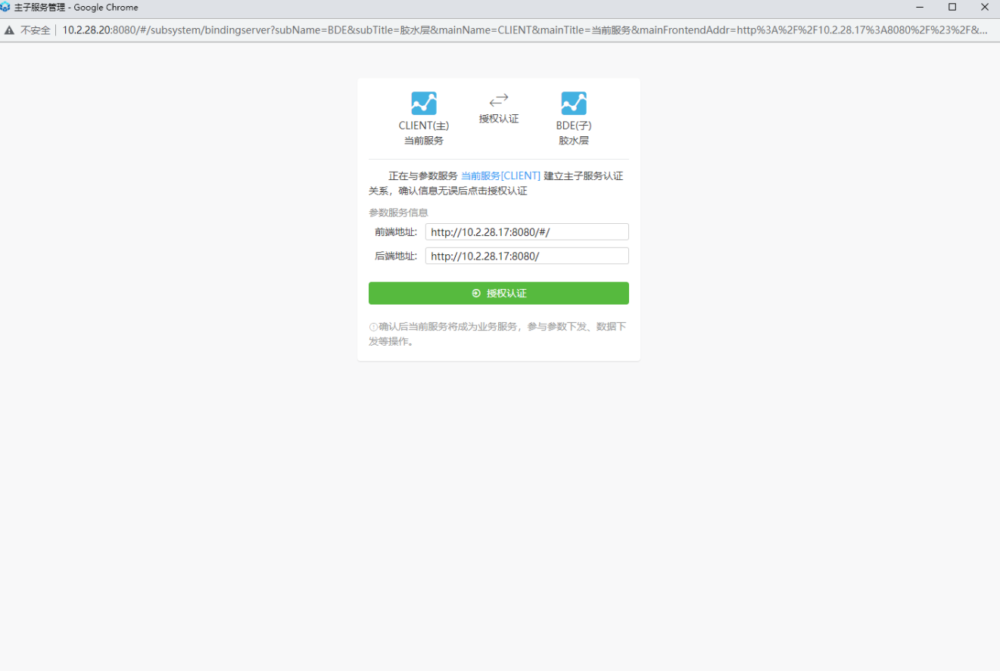 主子服务管理 - Google Chrome
不安全 | 10.2.28.20:8080/#/subsystem/bindingserver?subName=BDE&subTitle=胶水层&mainName=CLIENT&mainTitle=当前服务&mainFrontendAddr=http%3A%2F%2F10.2.28.17%3A8080%2F%23%2F&...
CLIENT(主)
当前服务
授权认证
BDE(子)
胶水层
正在与参数服务 当前服务[CLIENT] 建立主子服务认证
关系，确认信息无误后点击授权认证
参数服务信息
前端地址: http://10.2.28.17:8080/#/
后端地址: http://10.2.28.17:8080/
授权认证
确认后当前服务将成为业务服务，参与参数下发、数据下
发等操作。